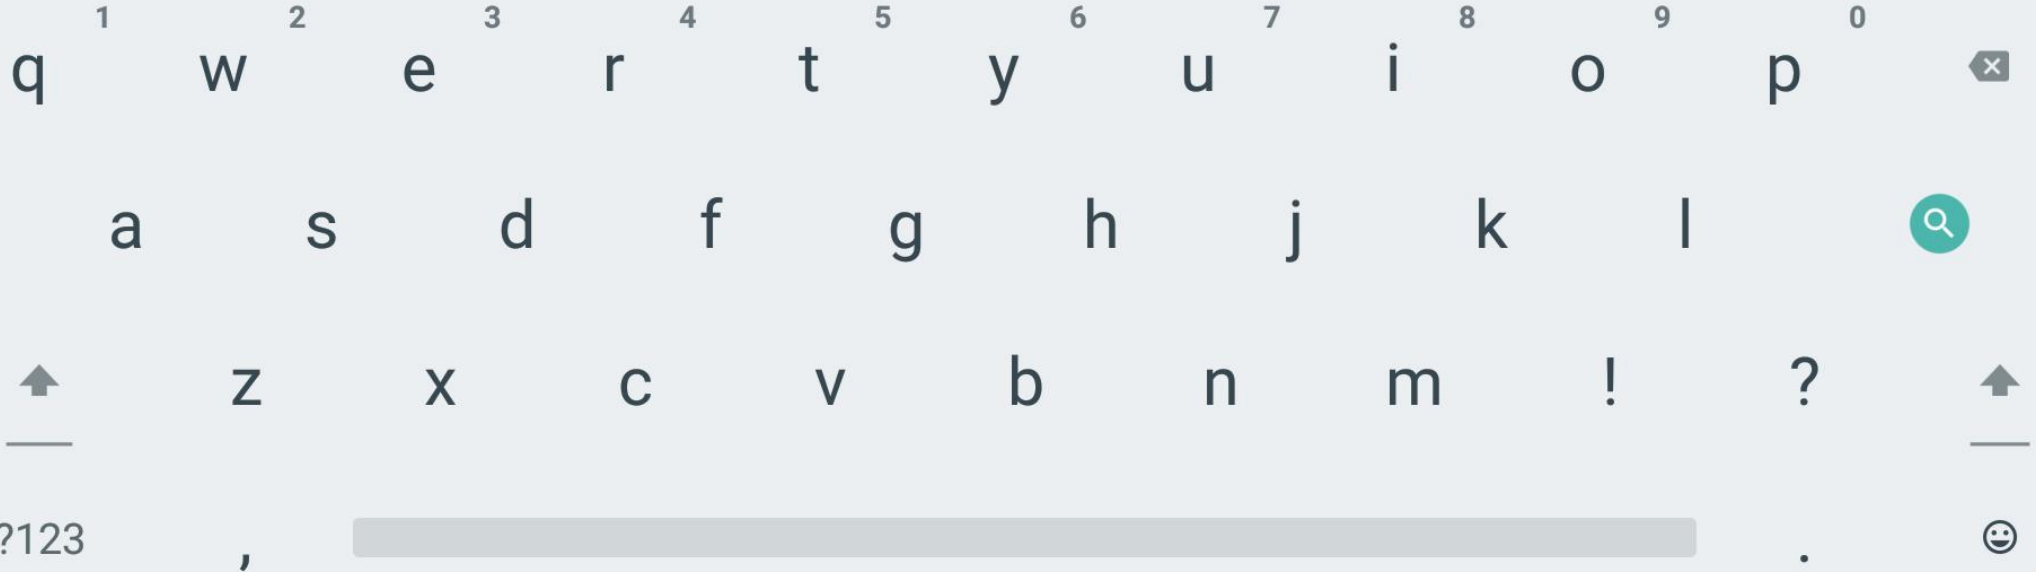 1 2 3 4 5 6 7 8 9 0
q w e r t y u i o p
a s d f g h j k l
z x c v b n m ! ?
?123 , .